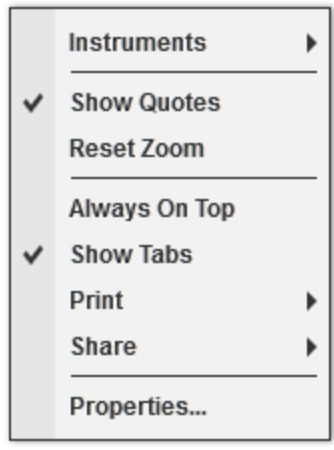 Instruments
Show Quotes
Reset Zoom
Always On Top
Show Tabs
Print
Share
Properties...